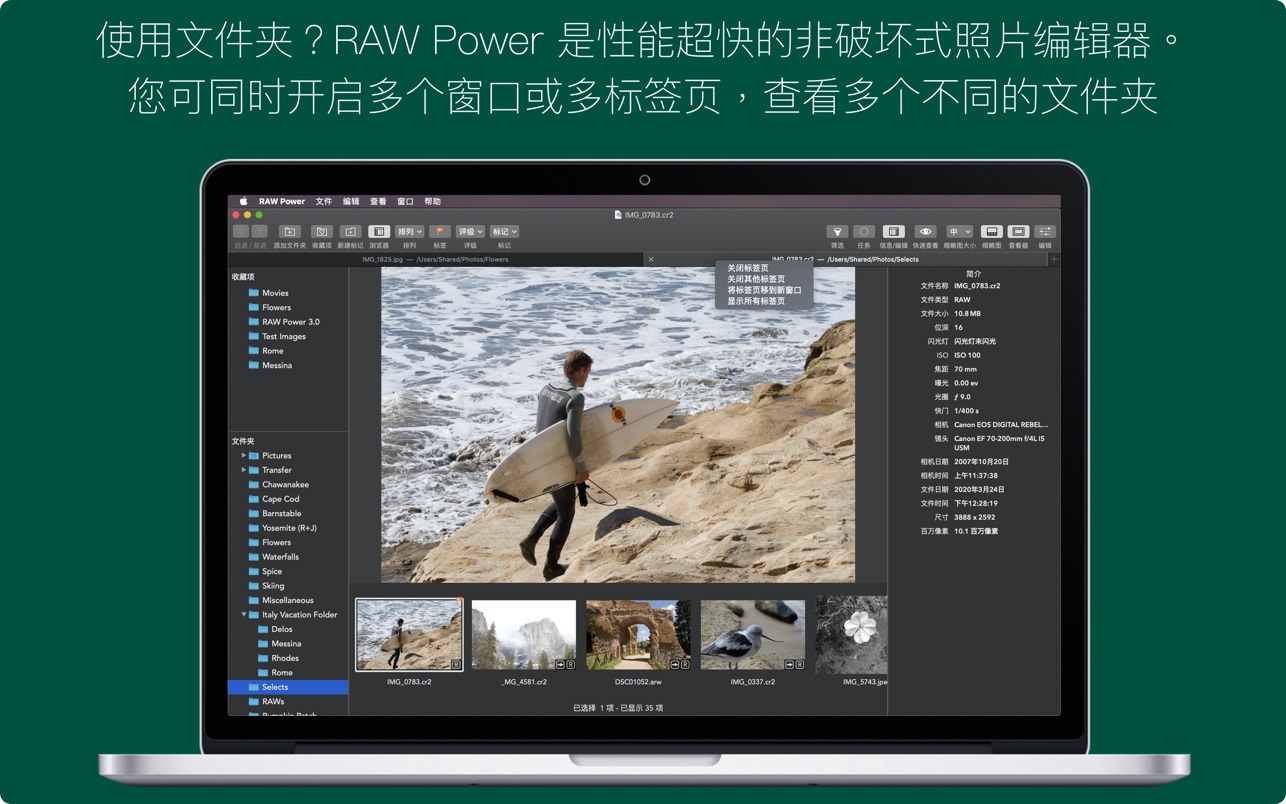 使用文件夹？RAW Power 是性能超快的非破坏式照片编辑器。
您可同时开启多个窗口或多标签页，查看多个不同的文件夹
RAW Power 文件 编辑 查看 窗口 帮助
IMG_0783.cr2
排列 评级 标记 中
后退 / 前进 添加文件夹 收藏项 新建标记 浏览器 排列 标签 评级 标记 筛选 任务 信息/编辑 快速查看 缩略图大小 缩略图 查看器 编辑
IMG_1825.jpg — /Users/Shared/Photos/Flowers
IMG_0783.cr2 — /Users/Shared/Photos/Selects
关闭标签页
关闭其他标签页
将标签页移到新窗口
显示所有标签页
收藏项
Movies
Flowers
RAW Power 3.0
Test Images
Rome
Messina
文件夹
Pictures
Transfer
Chawanakee
Cape Cod
Barnstable
Yosemite (R+J)
Flowers
Waterfalls
Spice
Skiing
Miscellaneous
Italy Vacation Folder
Delos
Messina
Rhodes
Rome
Selects
RAWs
Pumpkin Patch
简介
文件名称 IMG_0783.cr2
文件类型 RAW
文件大小 10.8 MB
位深 16
闪光灯 闪光灯未闪光
ISO ISO 100
焦距 70 mm
曝光 0.00 ev
光圈 ƒ 9.0
快门 1/400 s
相机 Canon EOS DIGITAL REBEL...
镜头 Canon EF 70-200mm f/4L IS
USM
相机日期 2007年10月20日
相机时间 上午11:37:38
文件日期 2020年3月24日
文件时间 下午12:28:19
尺寸 3888 x 2592
百万像素 10.1 百万像素
R R R R
IMG_0783.cr2 _MG_4581.cr2 DSC01052.arw IMG_0337.cr2 IMG_5743.jpe
已选择 1 项 - 已显示 35 项